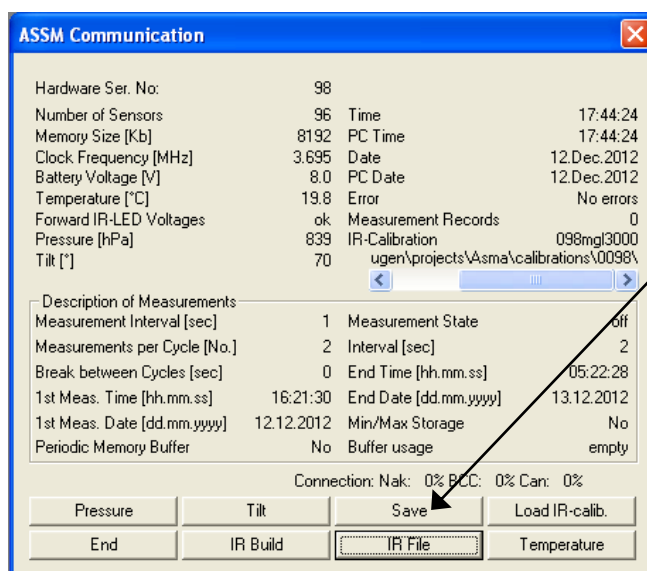 ASSM Communication
Hardware Ser. No: 98
Number of Sensors 96 Time 17:44:24
Memory Size [Kb] 8192 PC Time 17:44:24
Clock Frequency [MHz] 3.695 Date 12.Dec.2012
Battery Voltage [V] 8.0 PC Date 12.Dec.2012
Temperature [°C] 19.8 Error No errors
Forward IR-LED Voltages ok Measurement Records 0
Pressure [hPa] 839 IR-Calibration 098mgl3000
Tilt [°] 70 ugen\projects\Asma\calibrations\0098\
Description of Measurements
Measurement Interval [sec] 1 Measurement State off
Measurements per Cycle [No.] 2 Interval [sec] 2
Break between Cycles [sec] 0 End Time [hh.mm.ss] 05:22:28
1st Meas. Time [hh.mm:ss] 16:21:30 End Date [dd.mm.yyyy] 13.12.2012
1st Meas. Date [dd.mm.yyyy] 12.12.2012 Min/Max Storage No
Periodic Memory Buffer No Buffer usage empty
Connection: Nak: 0% BCC: 0% Can: 0%
Pressure Tilt Save Load IR-calib.
End IR Build IR File Temperature